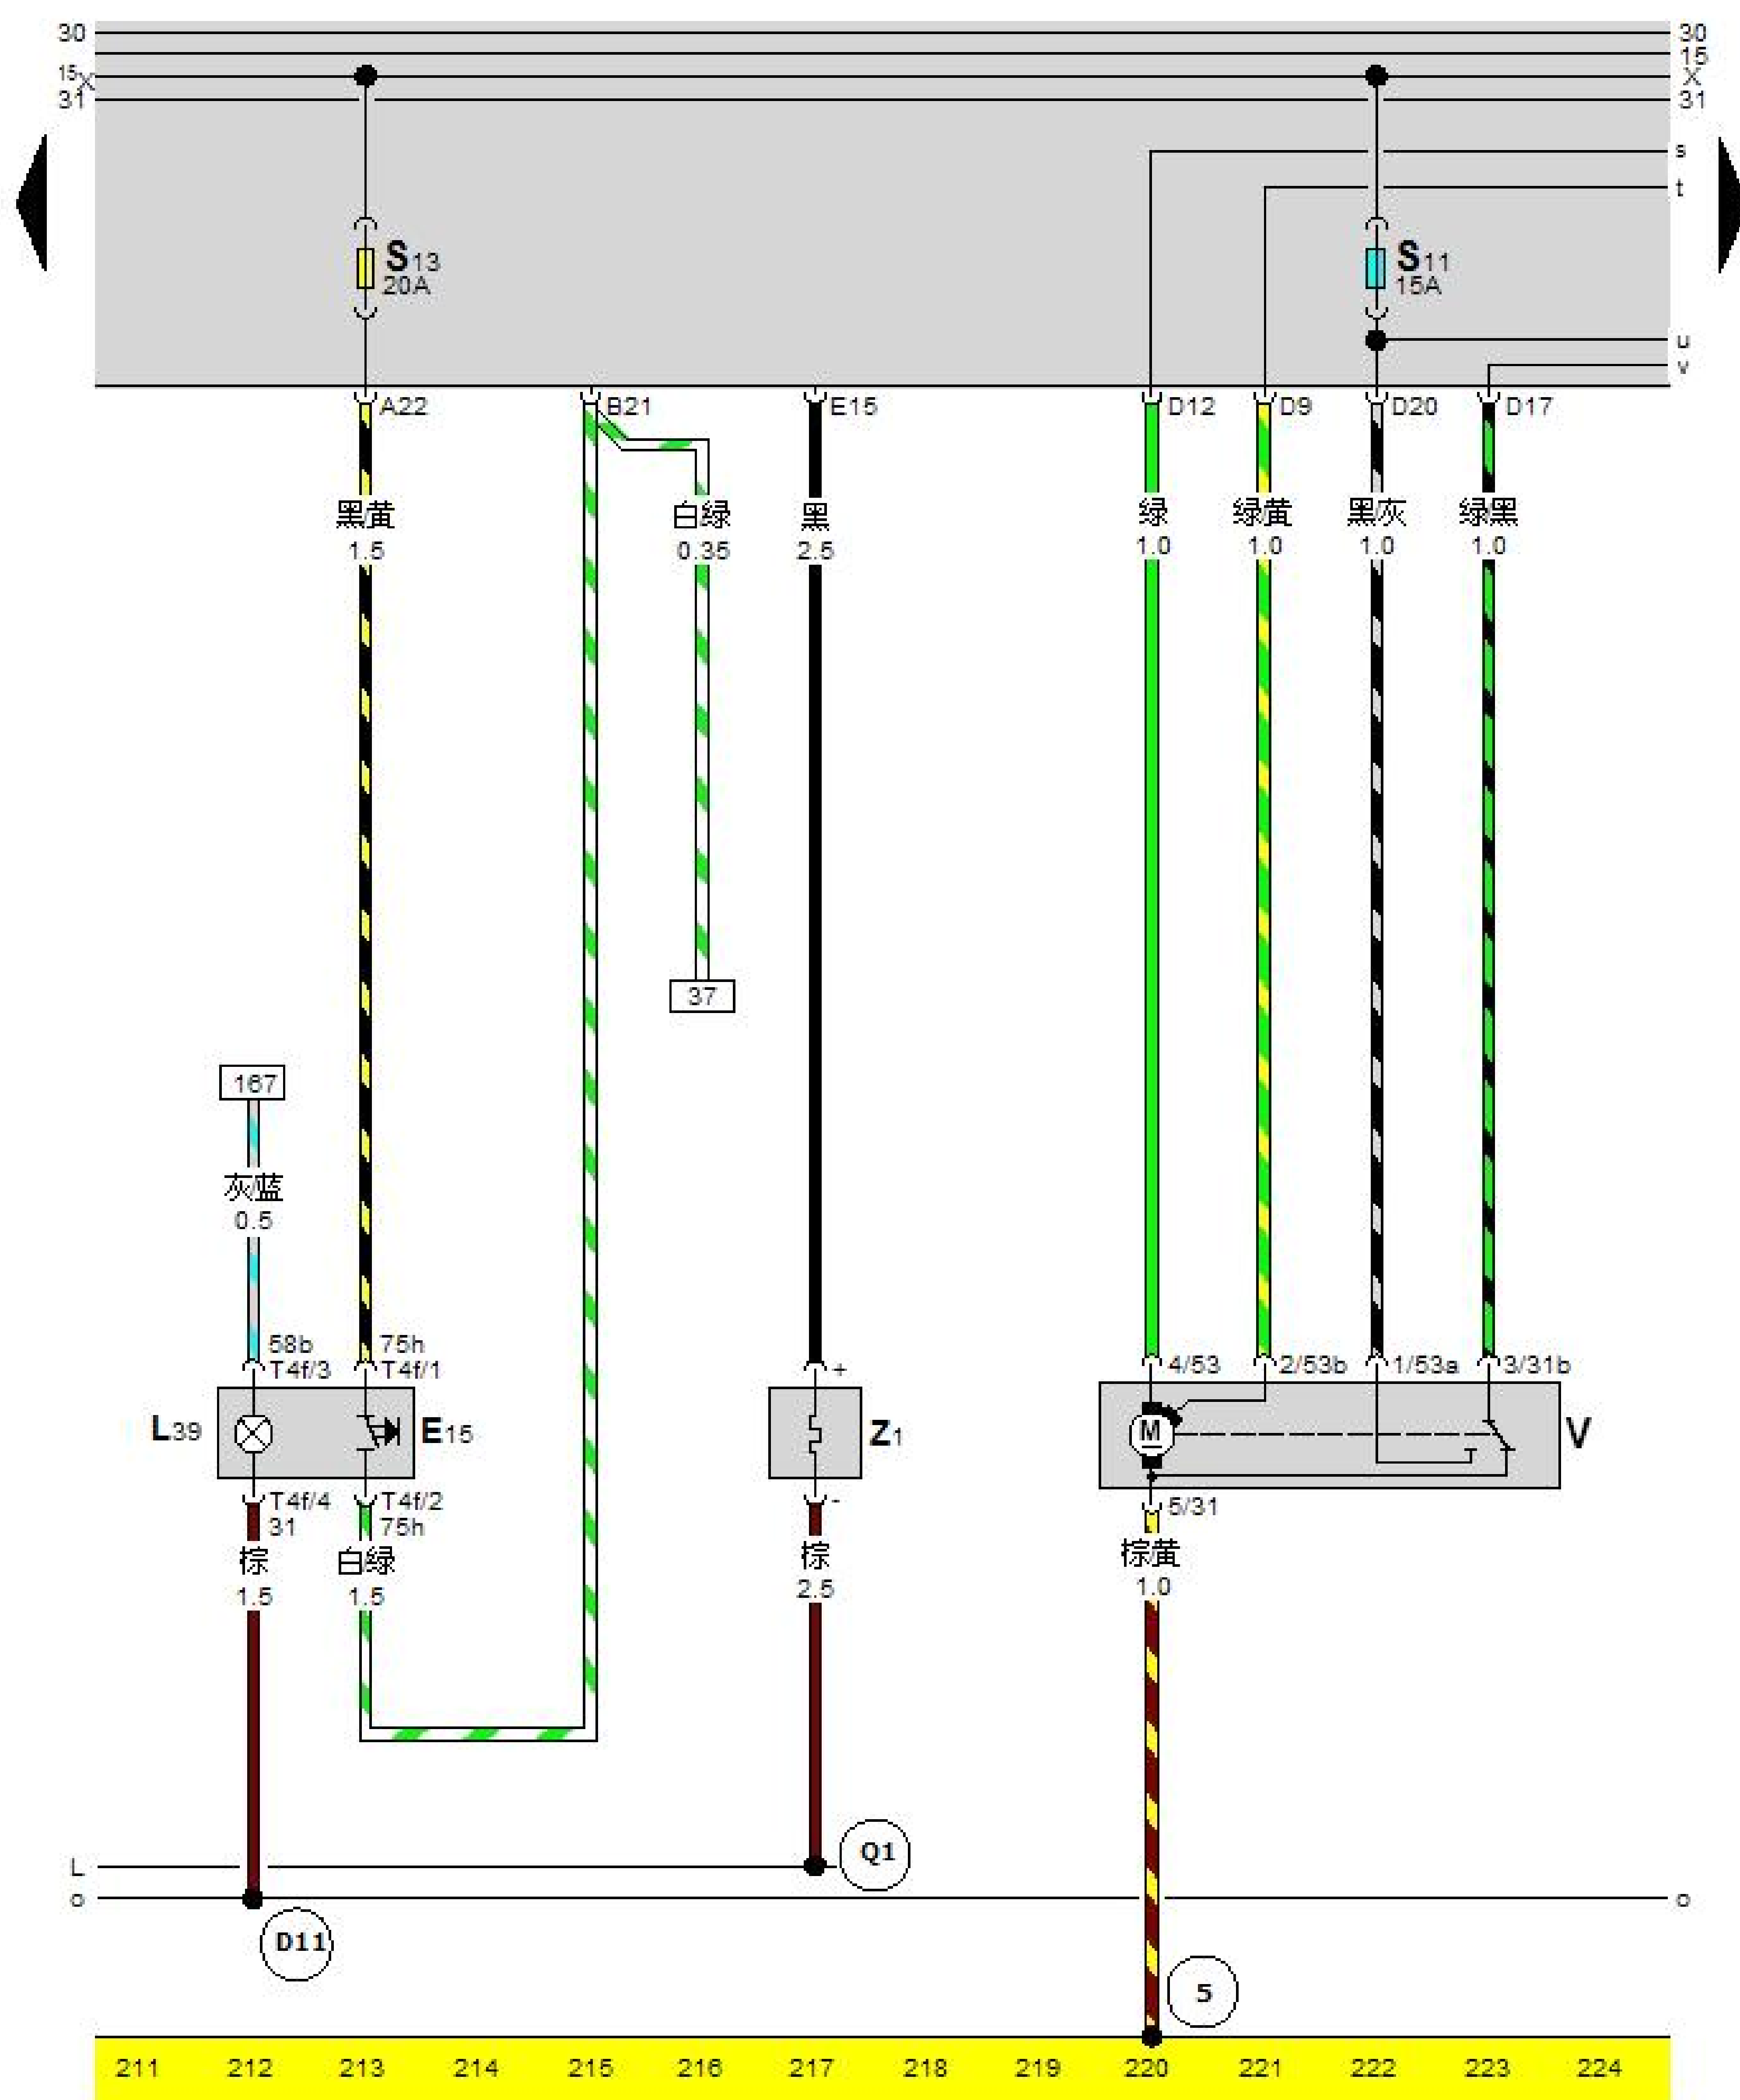 30 30
15 15
X X
31 31
s
t
S13
20A
S11
15A
u
v
A22 B21 E15 D12 D9 D20 D17
黑/黄 白/绿 黑 绿 绿/黄 黑/灰 绿/黑
1.5 0.35 2.5 1.0 1.0 1.0 1.0
37
167
灰/蓝
0.5
58b 75h
T4f/3 T4f/1 + 4/53 2/53b 1/53a 3/31b
L39 E15 Z1 M V
T4f/4 T4f/2 - 5/31
31 75h
棕 白/绿 棕 棕/黄
1.5 1.5 2.5 1.0
L Q1
o o
D11
5
211 212 213 214 215 216 217 218 219 220 221 222 223 224